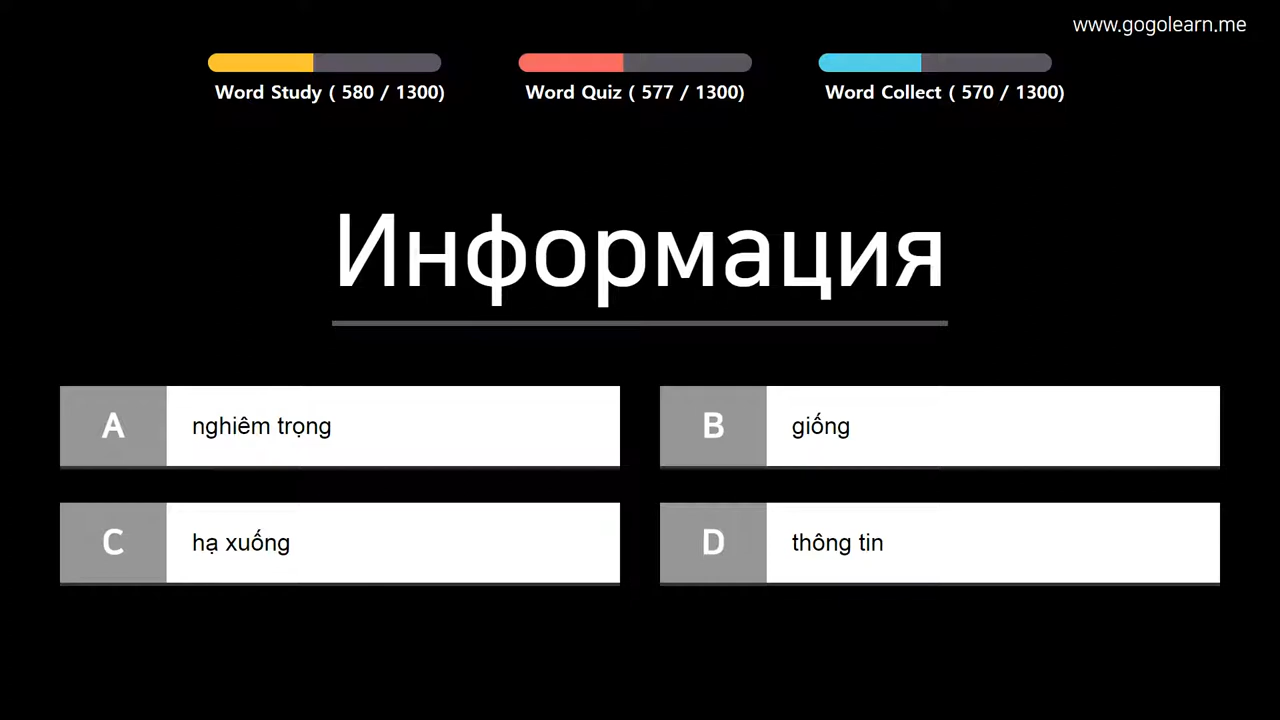 www.gogolearn.me
Word Study ( 580 / 1300)
Word Quiz ( 577 / 1300)
Word Collect ( 570 / 1300)
Информация
A
nghiêm trọng
B
giống
C
hạ xuống
D
thông tin